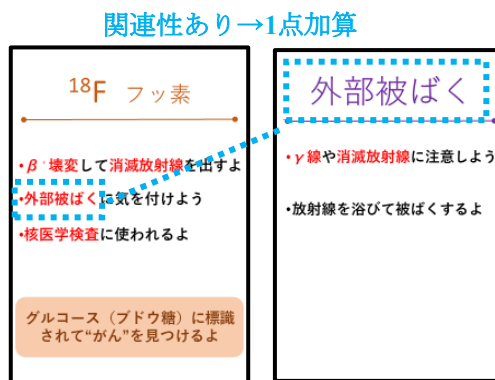 関連性あり→1点加算
18F フッ素
•β⁺壊変して消滅放射線を出すよ
•外部被ばくに気を付けよう
•核医学検査に使われるよ
グルコース（ブドウ糖）に標識
されて“がん”を見つけるよ
外部被ばく
•γ線や消滅放射線に注意しよう
•放射線を浴びて被ばくするよ